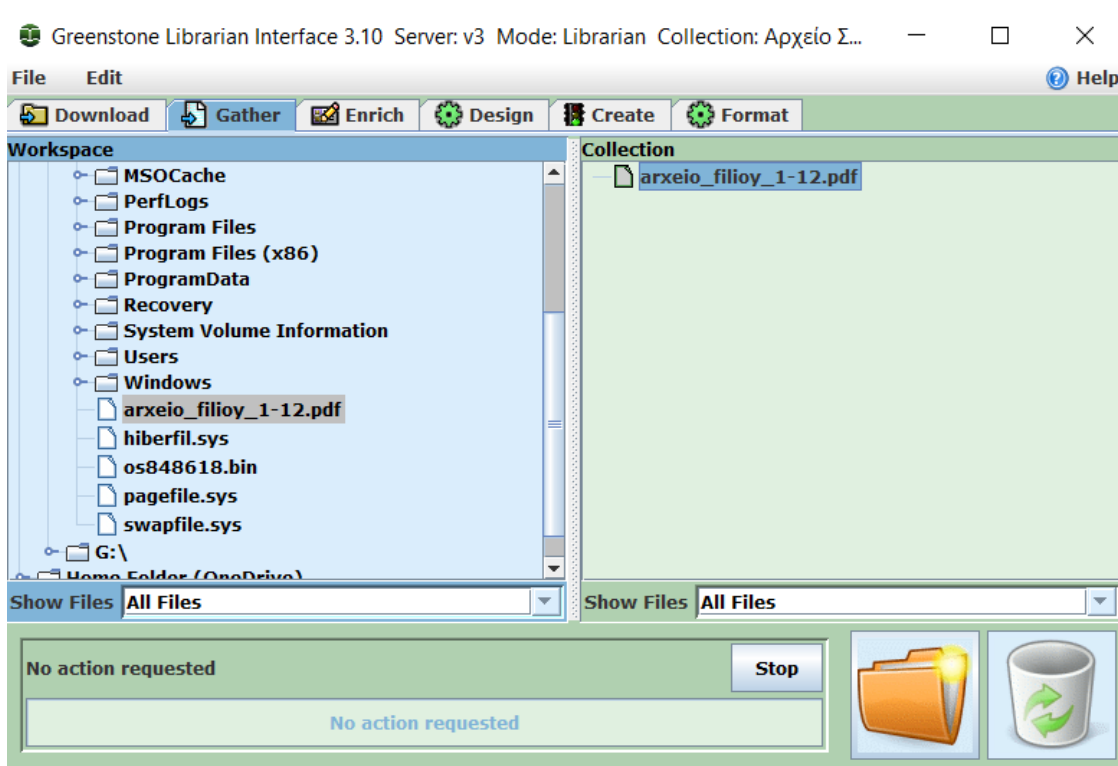 Greenstone Librarian Interface 3.10 Server: v3 Mode: Librarian Collection: Αρχείο Σ...
File Edit Help
Download Gather Enrich Design Create Format
Workspace
MSOCache
PerfLogs
Program Files
Program Files (x86)
ProgramData
Recovery
System Volume Information
Users
Windows
arxeio_filioy_1-12.pdf
hiberfil.sys
os848618.bin
pagefile.sys
swapfile.sys
G:\
Home Folder (OneDrive)
Show Files All Files
Collection
arxeio_filioy_1-12.pdf
Show Files All Files
No action requested
Stop
No action requested